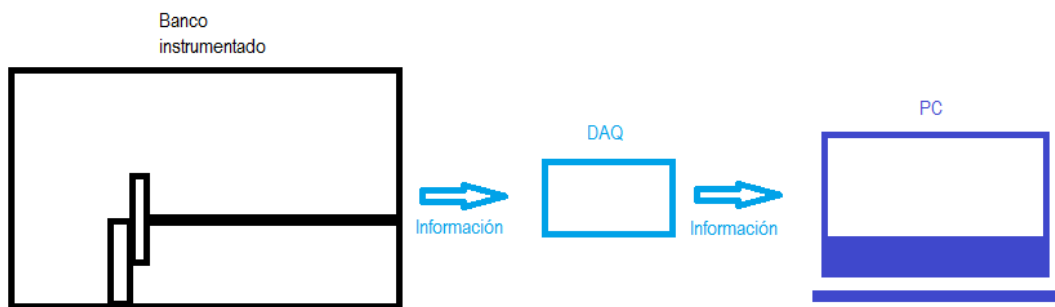 Banco
instrumentado
DAQ
PC
Información
Información